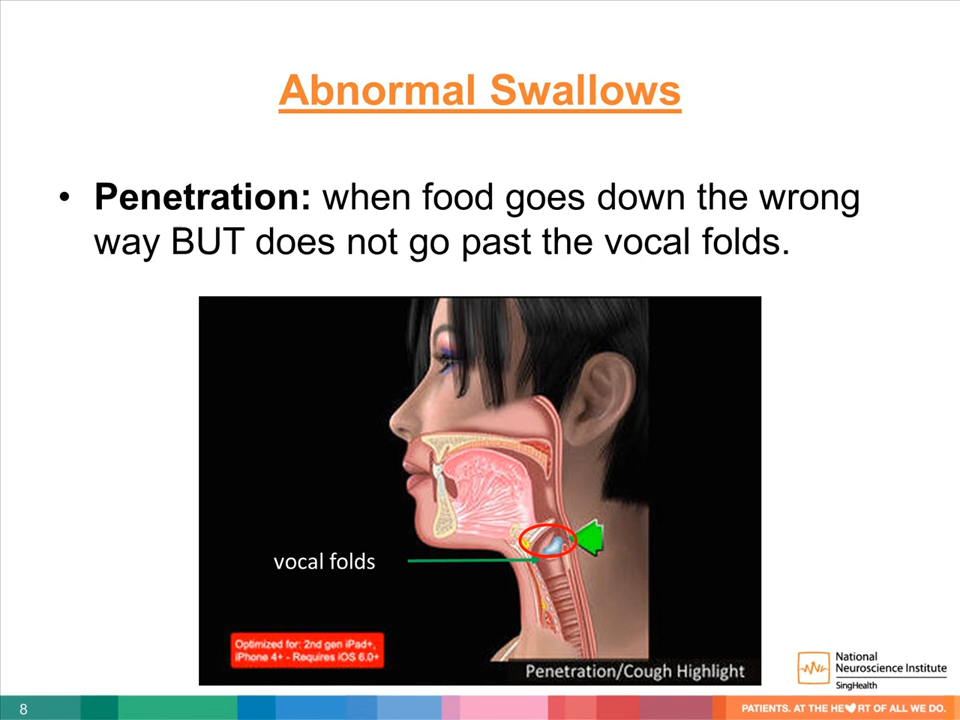 Abnormal Swallows
• Penetration: when food goes down the wrong
way BUT does not go past the vocal folds.
vocal folds
Optimized for: 2nd gen iPad+,
iPhone 4+ - Requires iOS 6.0+
Penetration/Cough Highlight
National
Neuroscience Institute
SingHealth
8
PATIENTS. AT THE HE♥RT OF ALL WE DO.